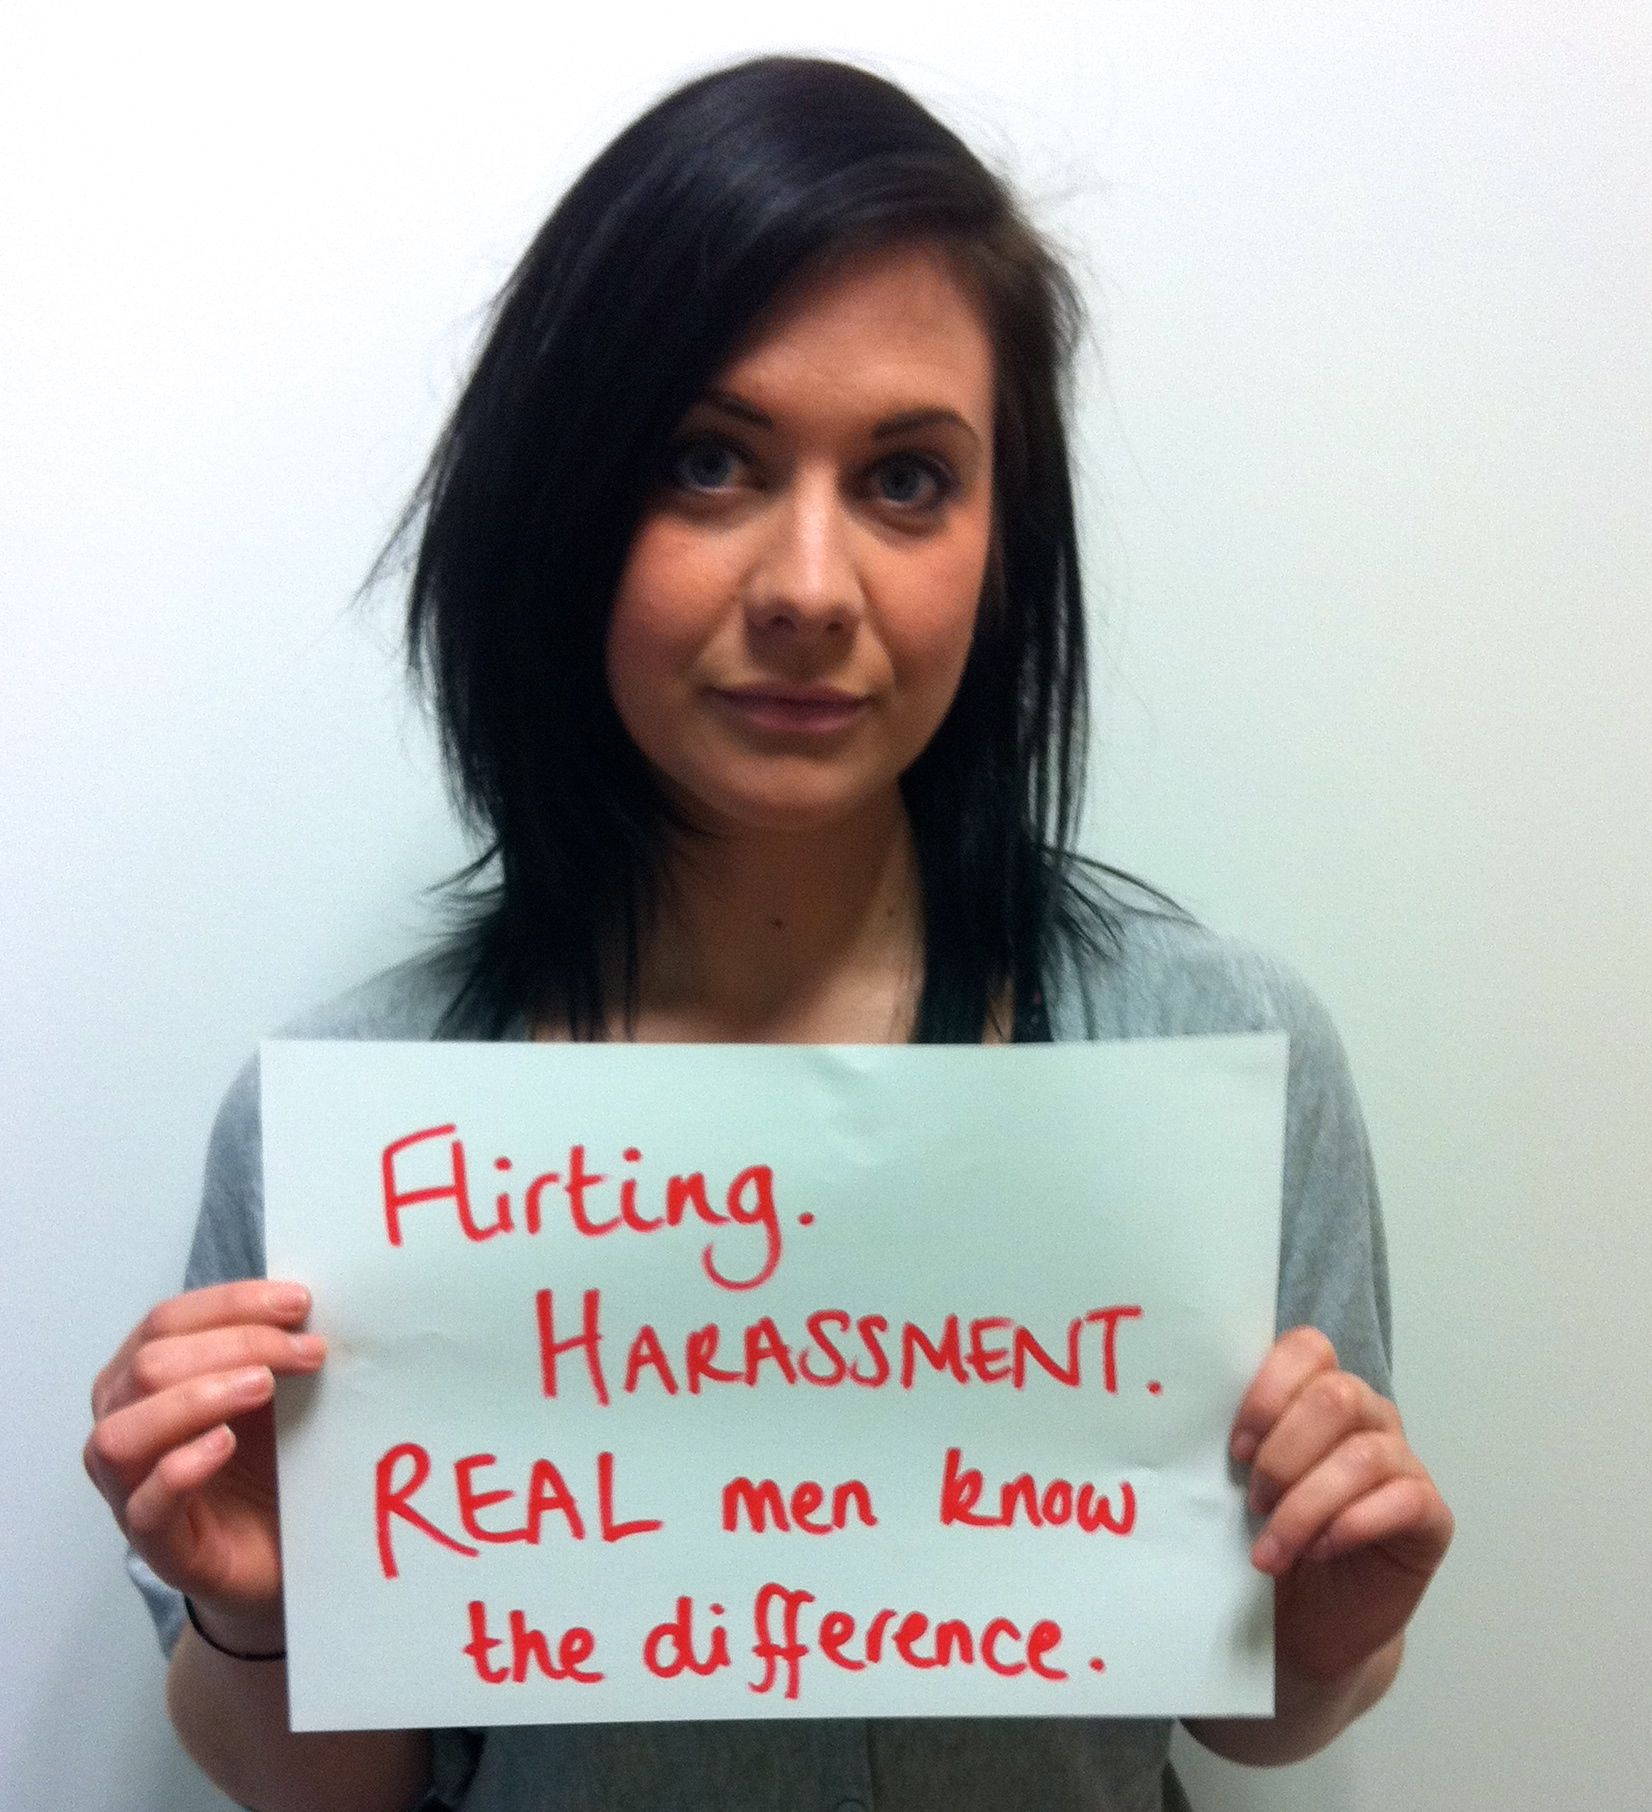 Flirting.
HARASSMENT.
REAL men know
the difference.